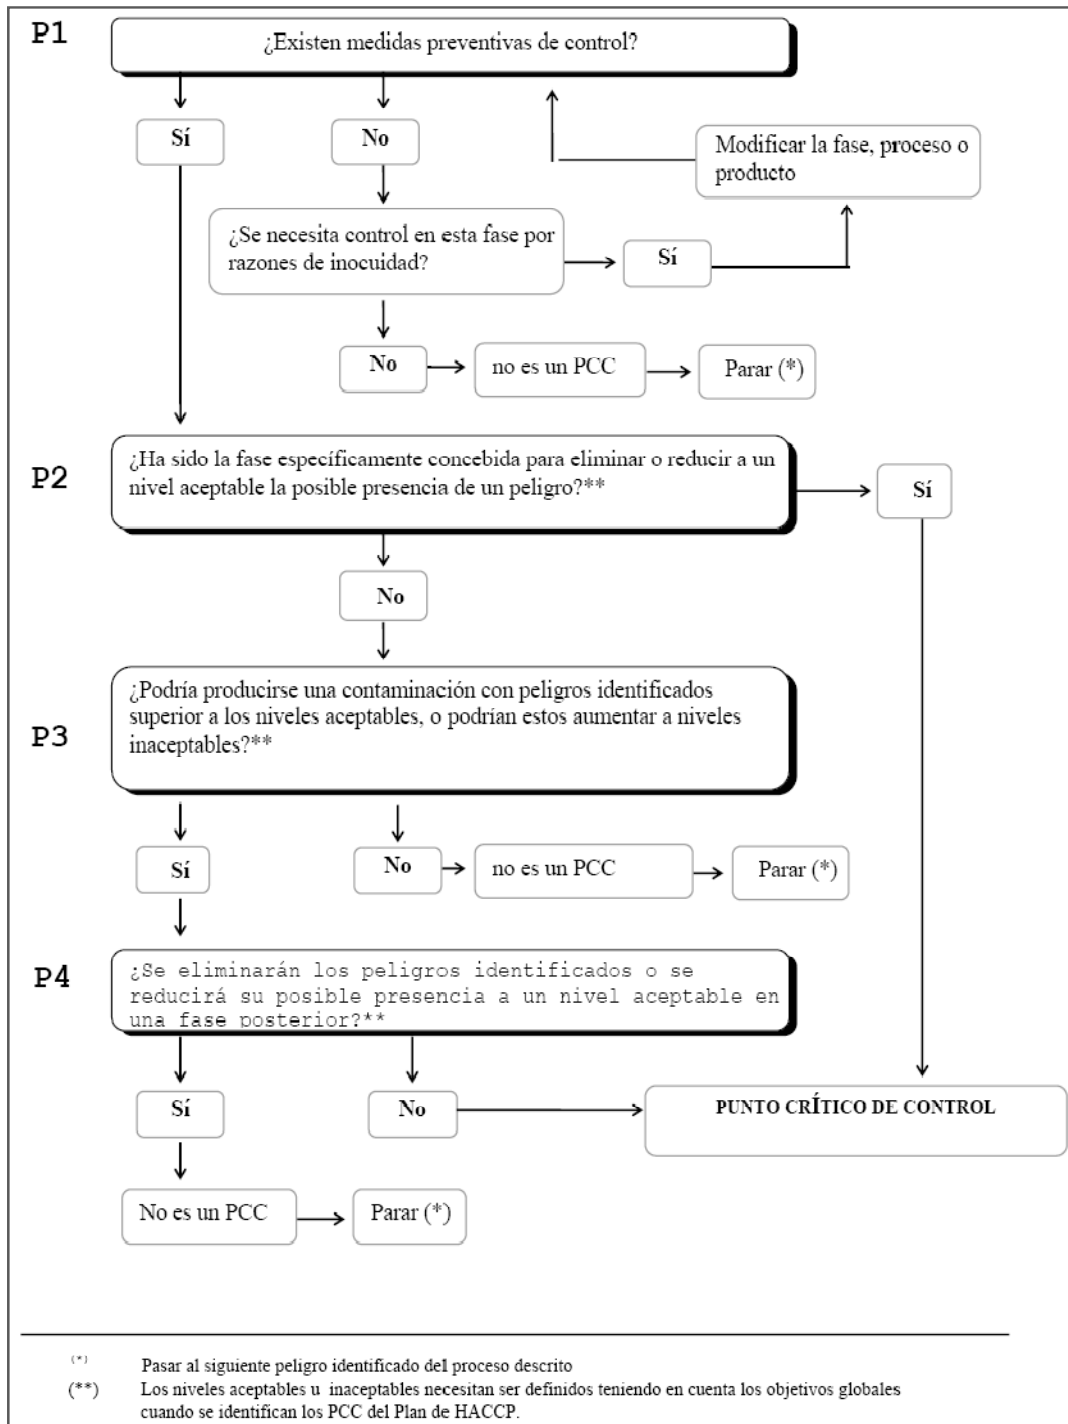 P1
¿Existen medidas preventivas de control?
Sí
No
Modificar la fase, proceso o
producto
¿Se necesita control en esta fase por
razones de inocuidad?
Sí
No
no es un PCC
Parar (*)
P2
¿Ha sido la fase específicamente concebida para eliminar o reducir a un
nivel aceptable la posible presencia de un peligro?**
Sí
No
P3
¿Podría producirse una contaminación con peligros identificados
superior a los niveles aceptables, o podrían estos aumentar a niveles
inaceptables?**
Sí
No
no es un PCC
Parar (*)
P4
¿Se eliminarán los peligros identificados o se
reducirá su posible presencia a un nivel aceptable en
una fase posterior?**
Sí
No
PUNTO CRÍTICO DE CONTROL
No es un PCC
Parar (*)
(*) Pasar al siguiente peligro identificado del proceso descrito
(**) Los niveles aceptables u inaceptables necesitan ser definidos teniendo en cuenta los objetivos globales
cuando se identifican los PCC del Plan de HACCP.